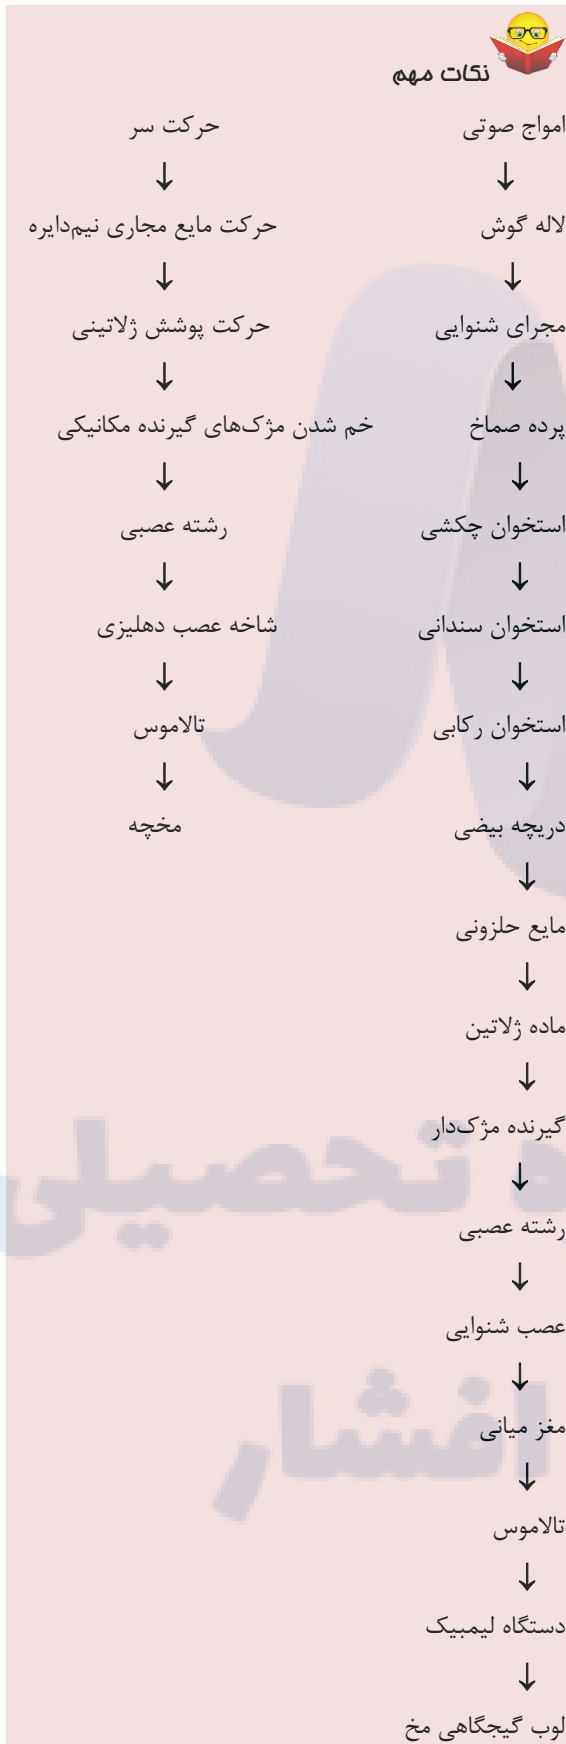 نکات مهم
امواج صوتی
↓
لاله گوش
↓
مجرای شنوایی
↓
پرده صماخ
↓
استخوان چکشی
↓
استخوان سندانی
↓
استخوان رکابی
↓
دریچه بیضی
↓
مایع حلزونی
↓
ماده ژلاتین
↓
گیرنده مژک‌دار
↓
رشته عصبی
↓
عصب شنوایی
↓
مغز میانی
↓
تالاموس
↓
دستگاه لیمبیک
↓
لوب گیجگاهی مخ
حرکت سر
↓
حرکت مایع مجاری نیم‌دایره
↓
حرکت پوشش ژلاتینی
↓
خم شدن مژک‌های گیرنده مکانیکی
↓
رشته عصبی
↓
شاخه عصب دهلیزی
↓
تالاموس
↓
مخچه
ه تحصیلی
افشار